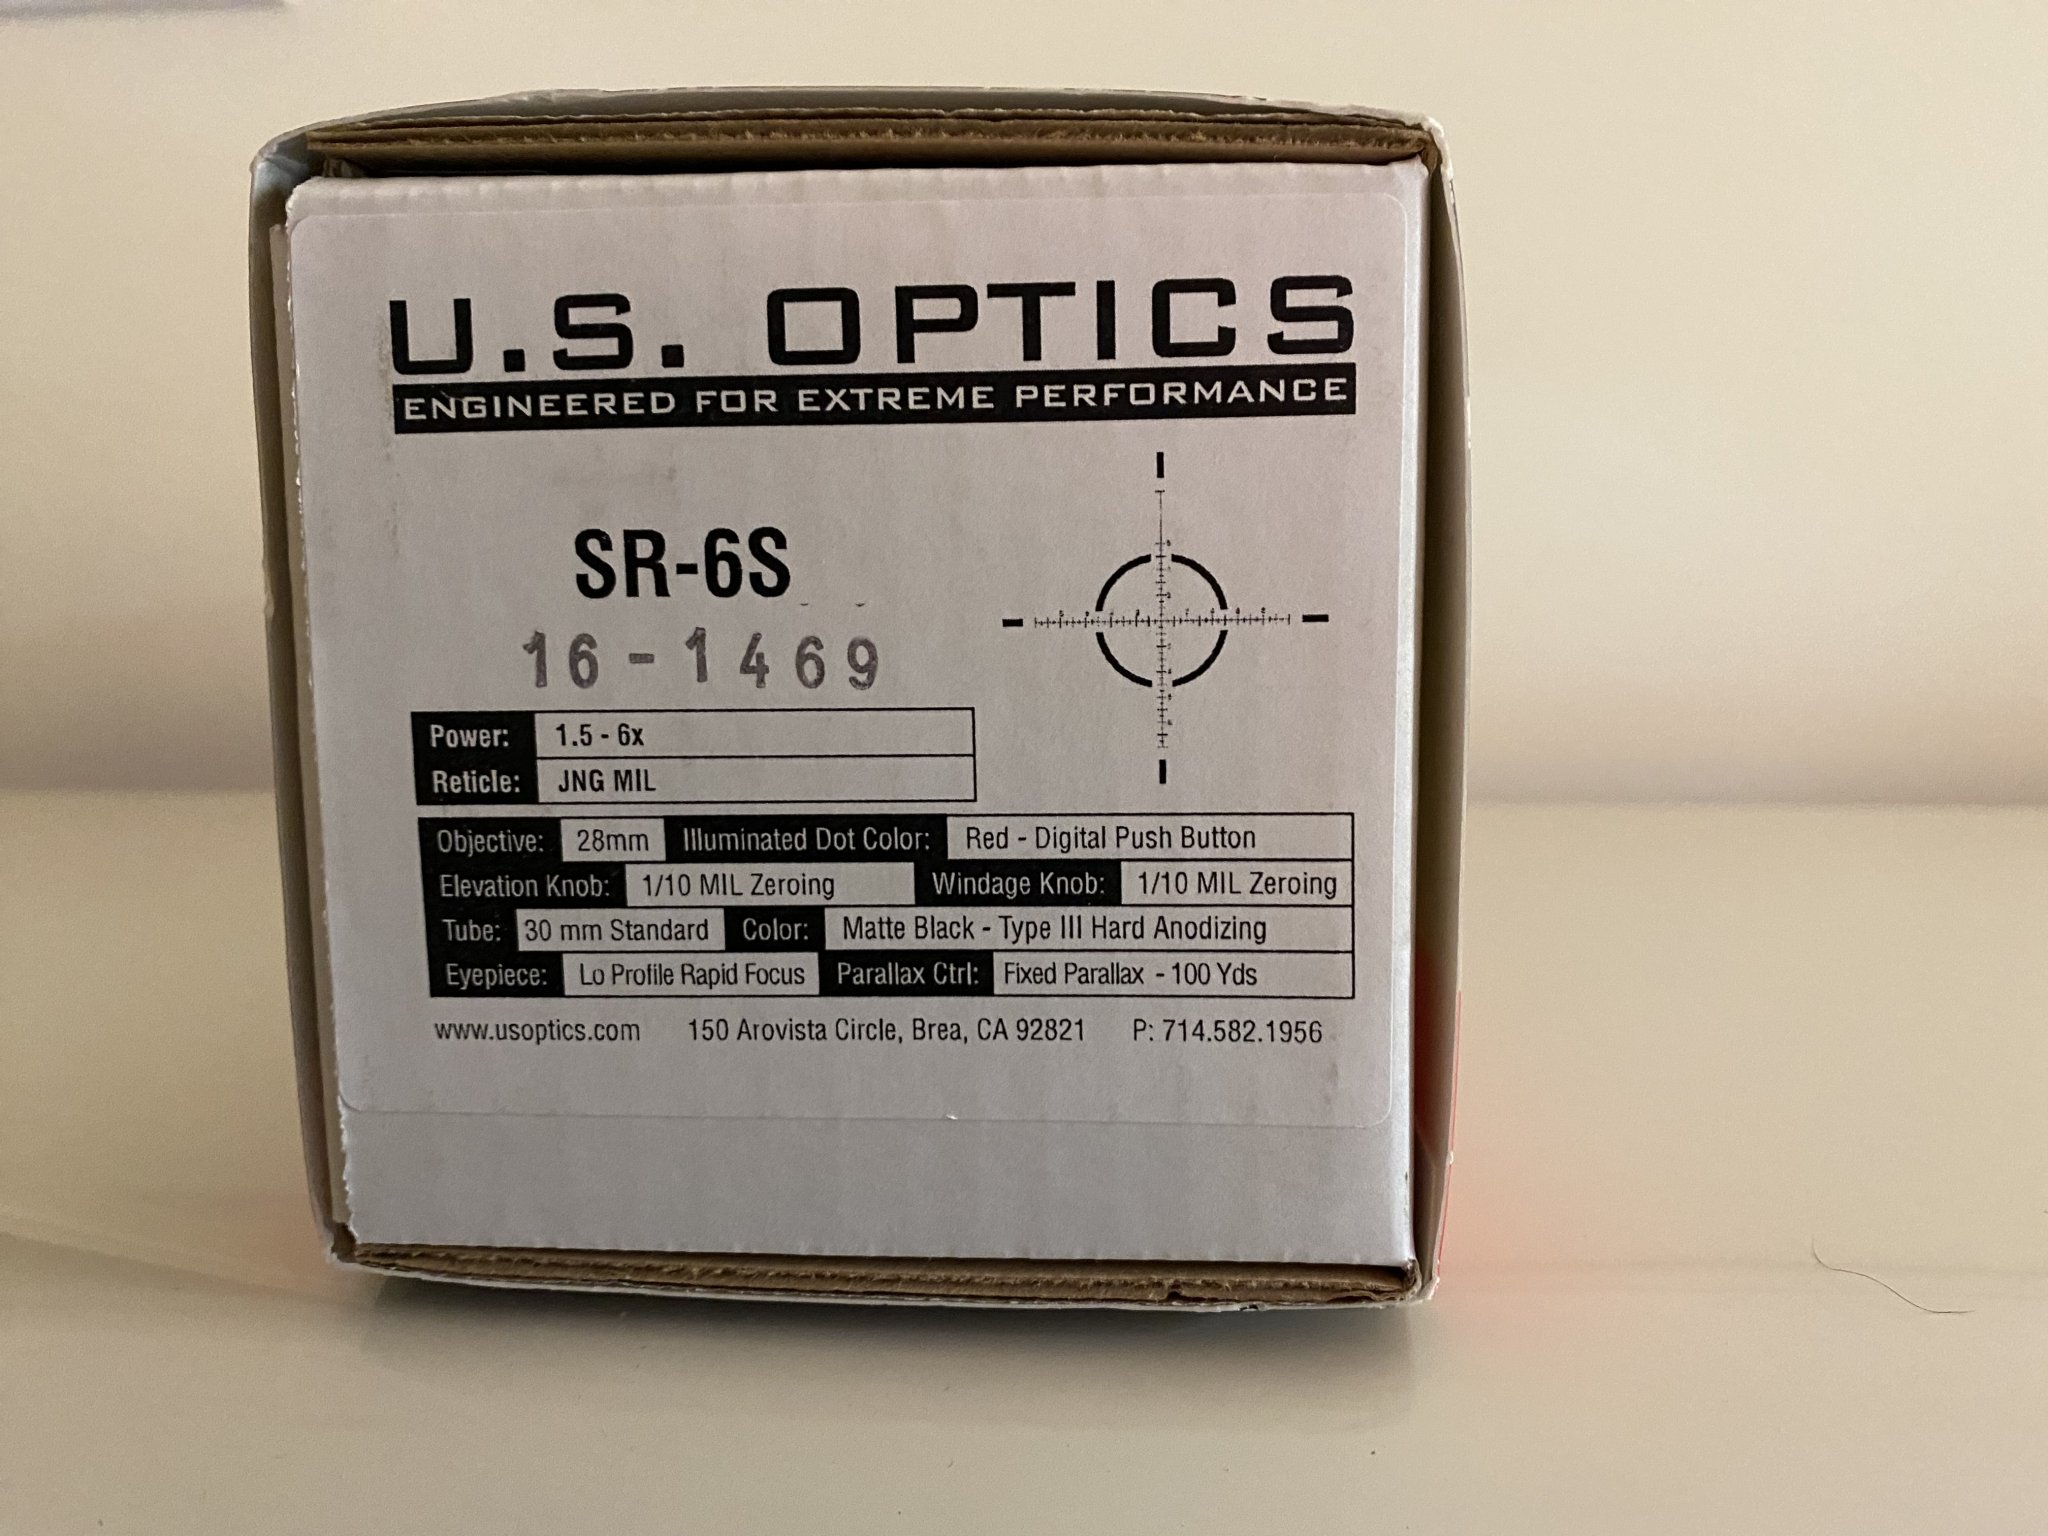 U.S. OPTICS
ENGINEERED FOR EXTREME PERFORMANCE
SR-6S
16-1469
Power: 1.5 - 6x
Reticle: JNG MIL
Objective: 28mm Illuminated Dot Color: Red - Digital Push Button
Elevation Knob: 1/10 MIL Zeroing Windage Knob: 1/10 MIL Zeroing
Tube: 30 mm Standard Color: Matte Black - Type III Hard Anodizing
Eyepiece: Lo Profile Rapid Focus Parallax Ctrl: Fixed Parallax - 100 Yds
www.usoptics.com 150 Arovista Circle, Brea, CA 92821 P: 714.582.1956